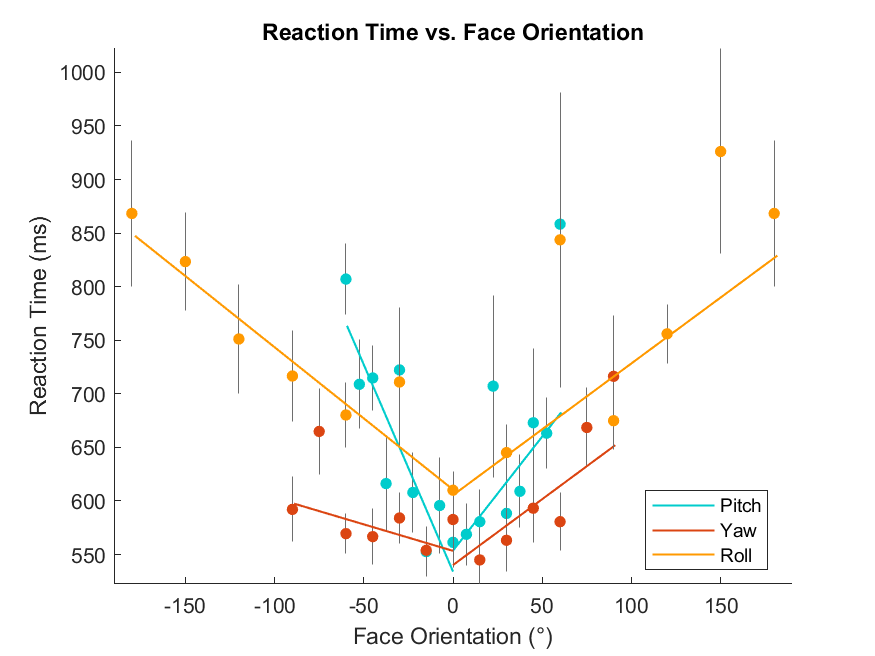 Reaction Time vs. Face Orientation
Reaction Time (ms)
1000
950
900
850
800
750
700
650
600
550
-150 -100 -50 0 50 100 150
Face Orientation (°)
Pitch
Yaw
Roll